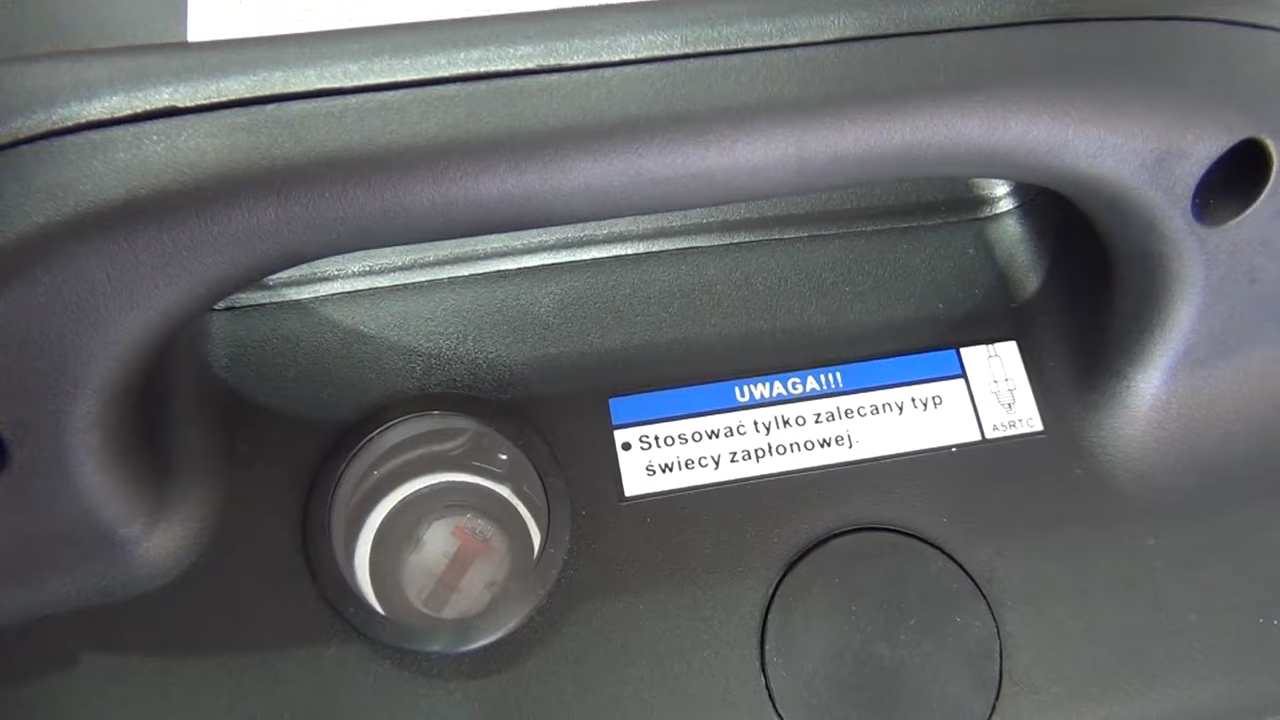 UWAGA!!!
● Stosować tylko zalecany typ
świecy zapłonowej.
A5RTC